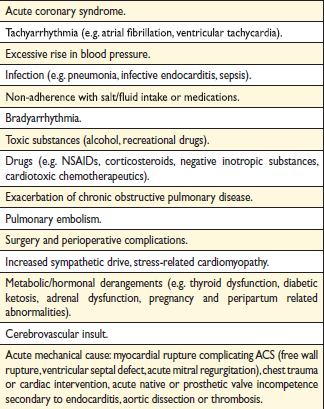 Acute coronary syndrome.
Tachyarrhythmia (e.g. atrial fibrillation, ventricular tachycardia).
Excessive rise in blood pressure.
Infection (e.g. pneumonia, infective endocarditis, sepsis).
Non-adherence with salt/fluid intake or medications.
Bradyarrhythmia.
Toxic substances (alcohol, recreational drugs).
Drugs (e.g. NSAIDs, corticosteroids, negative inotropic substances,
cardiotoxic chemotherapeutics).
Exacerbation of chronic obstructive pulmonary disease.
Pulmonary embolism.
Surgery and perioperative complications.
Increased sympathetic drive, stress-related cardiomyopathy.
Metabolic/hormonal derangements (e.g. thyroid dysfunction, diabetic
ketosis, adrenal dysfunction, pregnancy and peripartum related
abnormalities).
Cerebrovascular insult.
Acute mechanical cause: myocardial rupture complicating ACS (free wall
rupture, ventricular septal defect, acute mitral regurgitation), chest trauma
or cardiac intervention, acute native or prosthetic valve incompetence
secondary to endocarditis, aortic dissection or thrombosis.